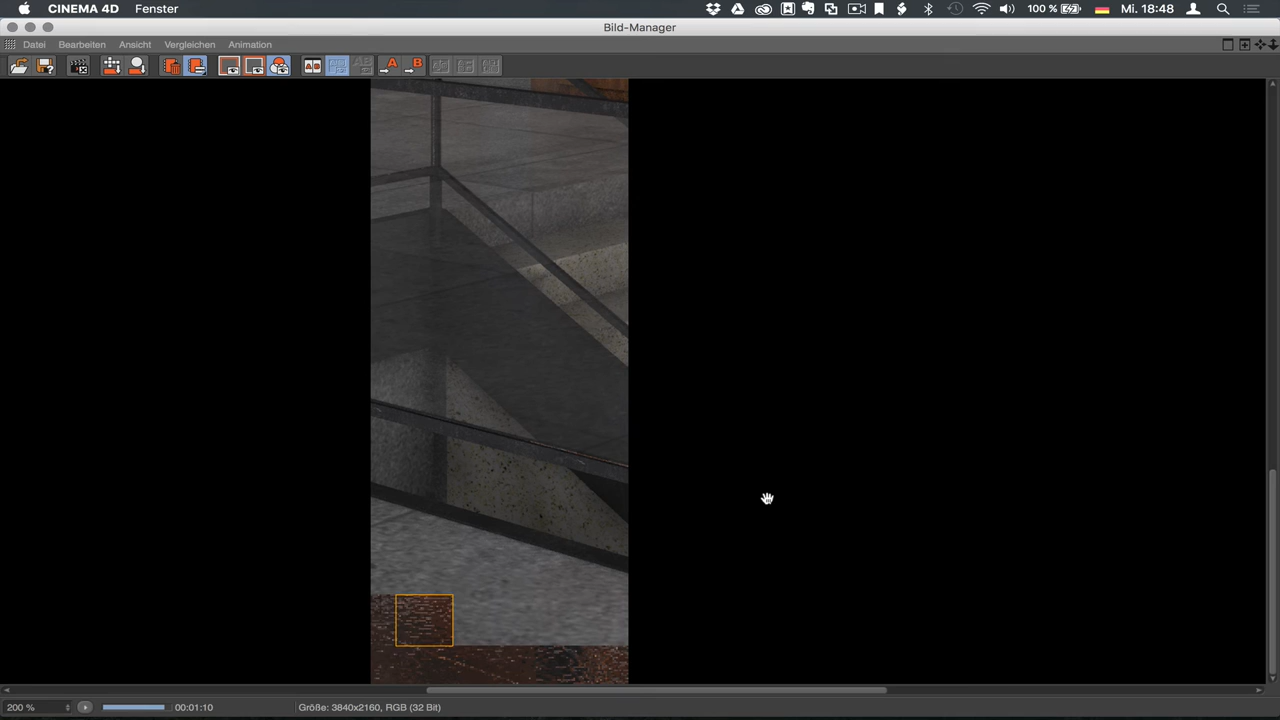 CINEMA 4D Fenster 100 % Mi. 18:48
Bild-Manager
Datei Bearbeiten Ansicht Vergleichen Animation
A B A B
200 % 00:01:10 Größe: 3840x2160, RGB (32 Bit)